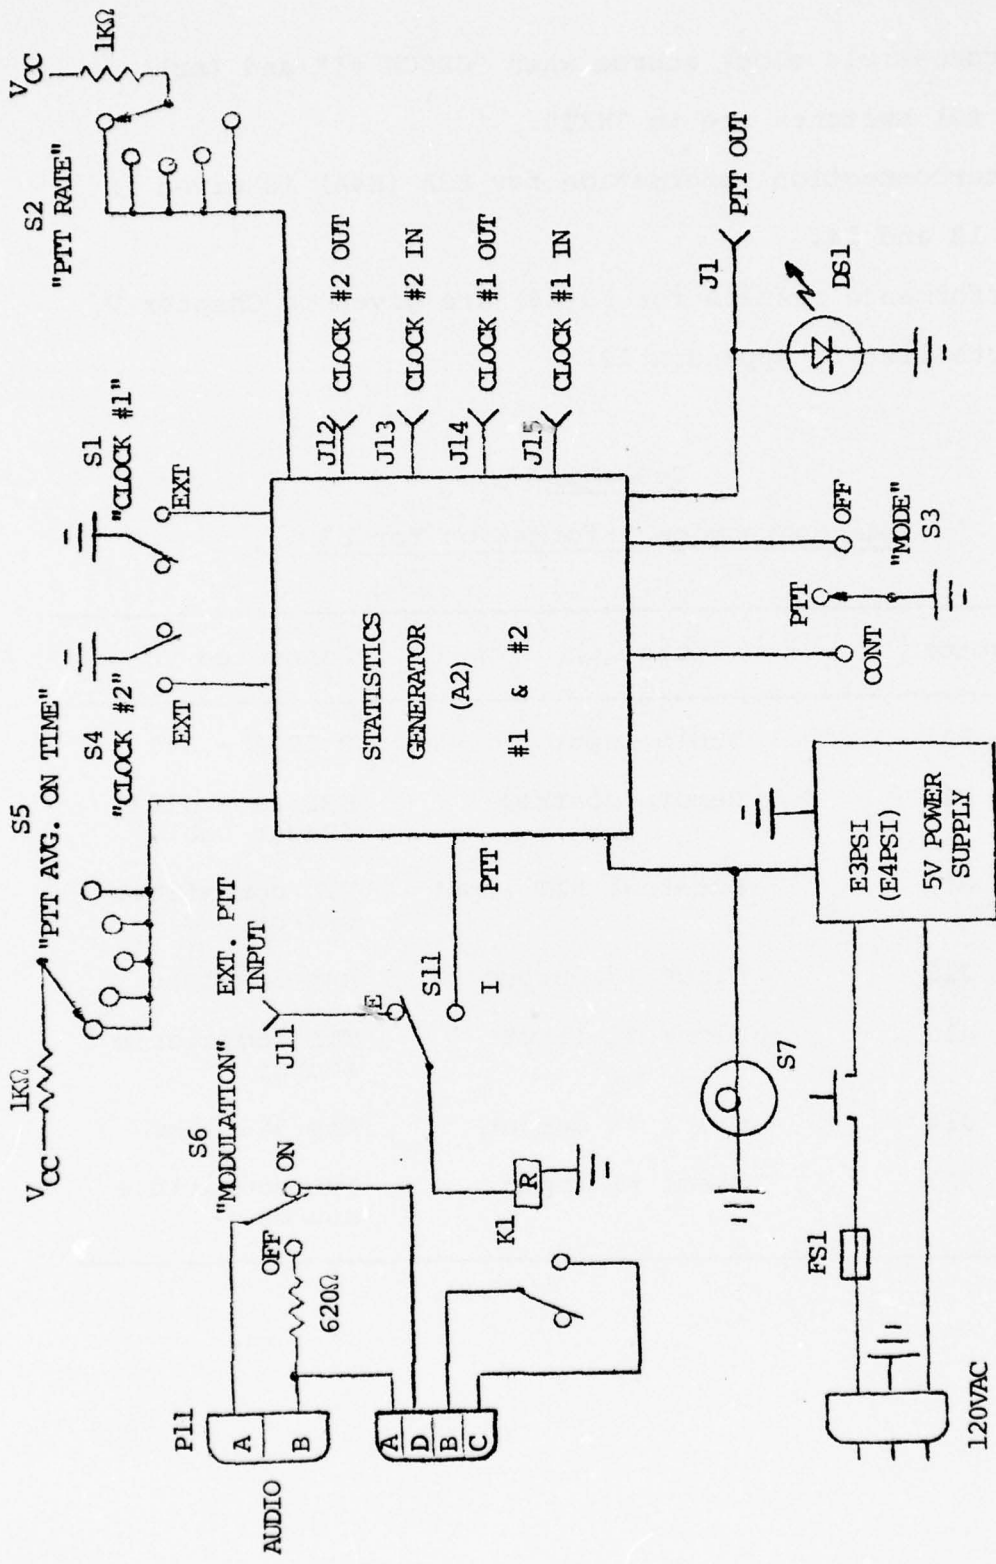 VCC
1KΩ
S5
"PTT AVG. ON TIME"
S4
"CLOCK #2"
EXT
S1
"CLOCK #1"
EXT
S2
"PTT RATE"
VCC
1KΩ
P11
AUDIO
A
B
620Ω
OFF
ON
S6
"MODULATION"
A
D
B
C
K1
R
J11
EXT. PTT
INPUT
E
S11
I
PTT
STATISTICS
GENERATOR
(A2)
#1 & #2
J12
CLOCK #2 OUT
J13
CLOCK #2 IN
J14
CLOCK #1 OUT
J15
CLOCK #1 IN
J1
PTT OUT
DS1
CONT
PTT
OFF
"MODE"
S3
S7
FS1
120VAC
E3PSI
(E4PSI)
5V POWER
SUPPLY